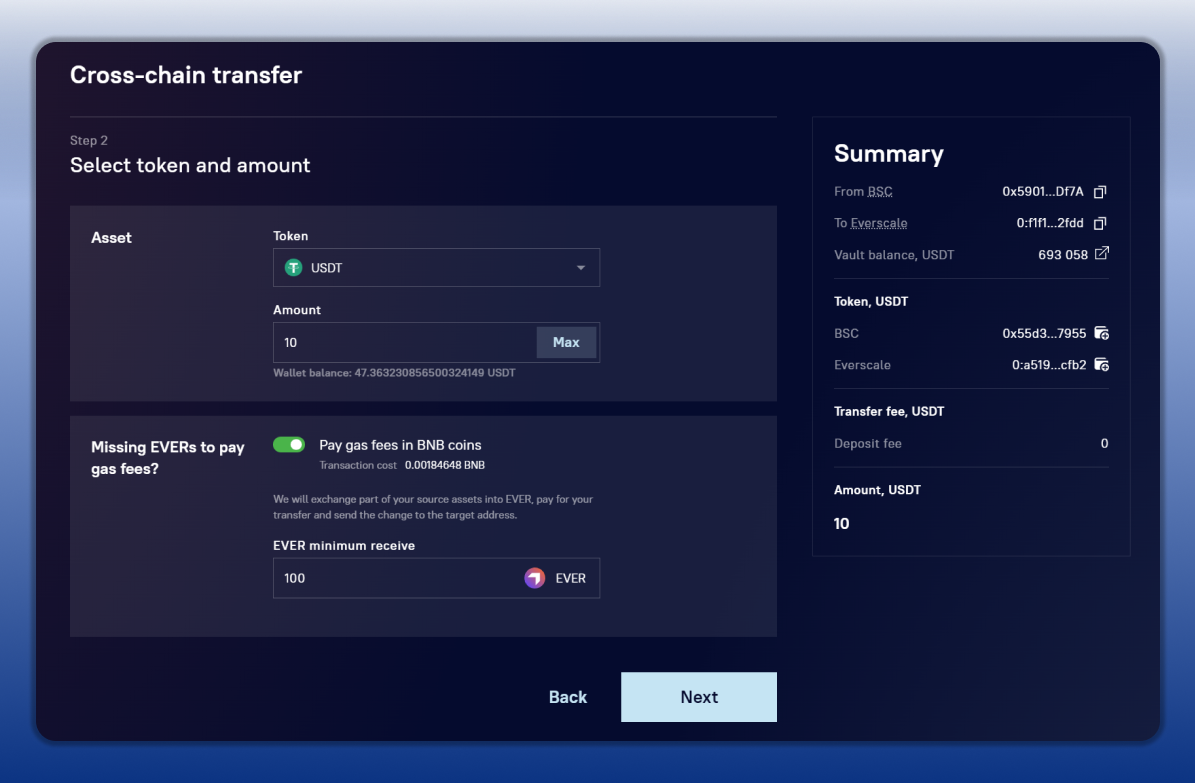 Cross-chain transfer
Step 2
Select token and amount
Asset
Token
USDT
Amount
10
Max
Wallet balance: 47.363230856500324149 USDT
Missing EVERs to pay
gas fees?
Pay gas fees in BNB coins
Transaction cost 0.00184648 BNB
We will exchange part of your source assets into EVER, pay for your
transfer and send the change to the target address.
EVER minimum receive
100
EVER
Back
Next
Summary
From BSC 0x5901...Df7A
To Everscale 0:f1f1...2fdd
Vault balance, USDT 693 058
Token, USDT
BSC 0x55d3...7955
Everscale 0:a519...cfb2
Transfer fee, USDT
Deposit fee 0
Amount, USDT
10